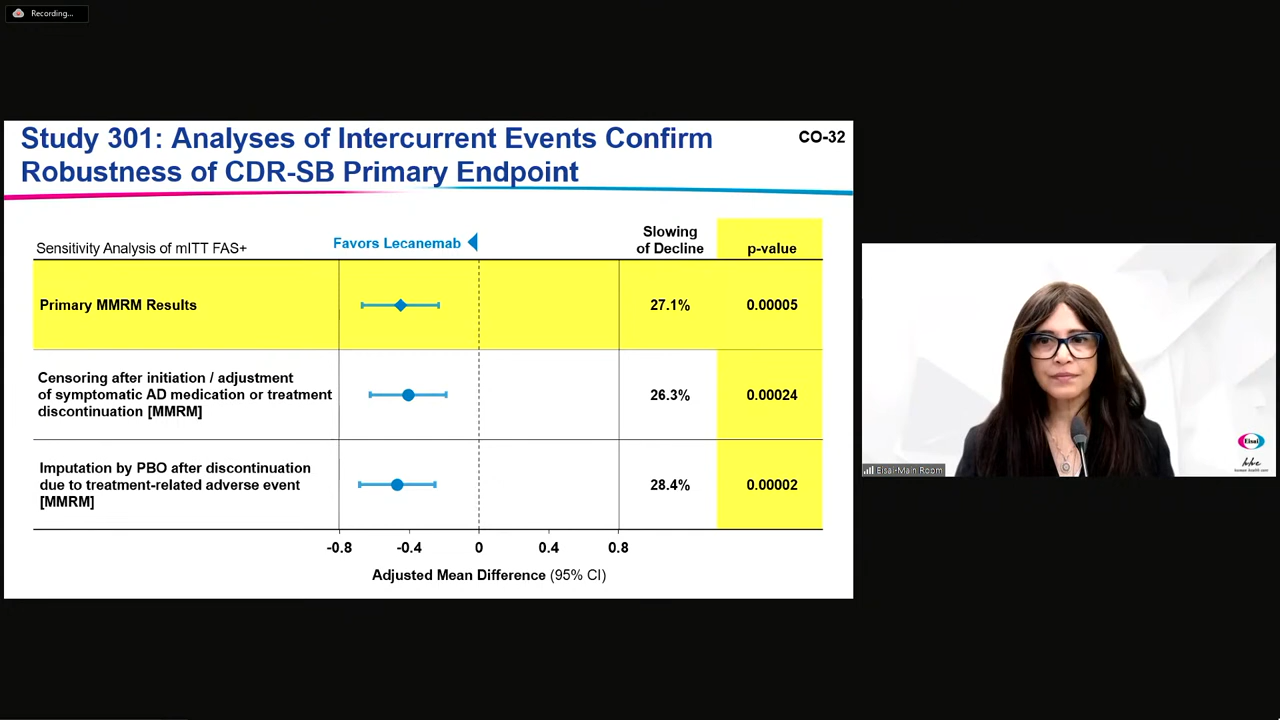 Recording...
Study 301: Analyses of Intercurrent Events Confirm
Robustness of CDR-SB Primary Endpoint
CO-32
Sensitivity Analysis of mITT FAS+
Favors Lecanemab
Slowing
of Decline
p-value
Primary MMRM Results
27.1%
0.00005
Censoring after initiation / adjustment
of symptomatic AD medication or treatment
discontinuation [MMRM]
26.3%
0.00024
Imputation by PBO after discontinuation
due to treatment-related adverse event
[MMRM]
28.4%
0.00002
-0.8 -0.4 0 0.4 0.8
Adjusted Mean Difference (95% CI)
Eisai
Eisai-Main Room